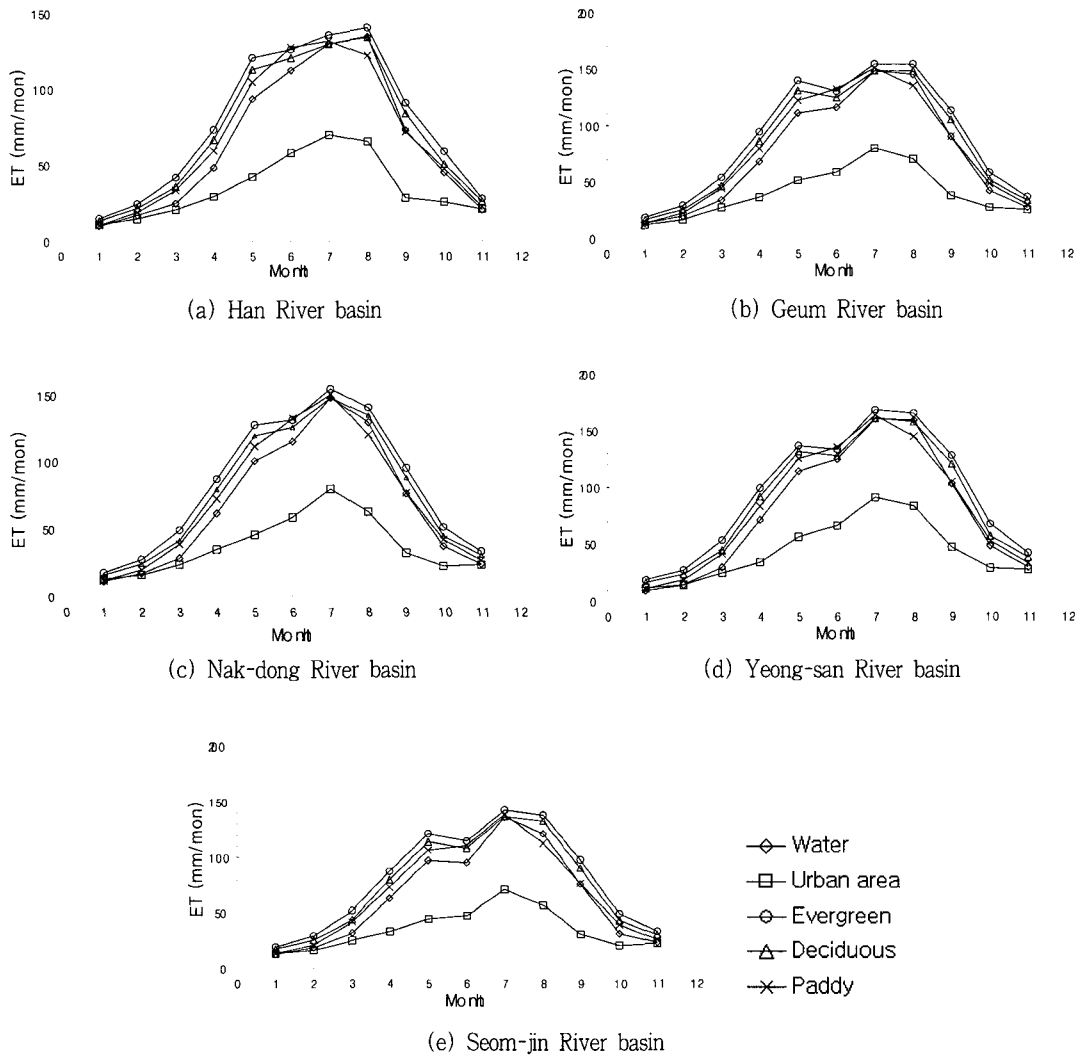 150
100
50
0
ET (mm/mon)
0 1 2 3 4 5 6 7 8 9 10 11 12
Month
(a) Han River basin
200
150
100
50
0
ET (mm/mon)
0 1 2 3 4 5 6 7 8 9 10 11 12
Month
(b) Geum River basin
150
100
50
0
ET (mm/mon)
0 1 2 3 4 5 6 7 8 9 10 11 12
Month
(c) Nak-dong River basin
200
150
100
50
0
ET (mm/mon)
0 1 2 3 4 5 6 7 8 9 10 11 12
Month
(d) Yeong-san River basin
200
150
100
50
0
ET (mm/mon)
0 1 2 3 4 5 6 7 8 9 10 11 12
Month
(e) Seom-jin River basin
Water
Urban area
Evergreen
Deciduous
Paddy